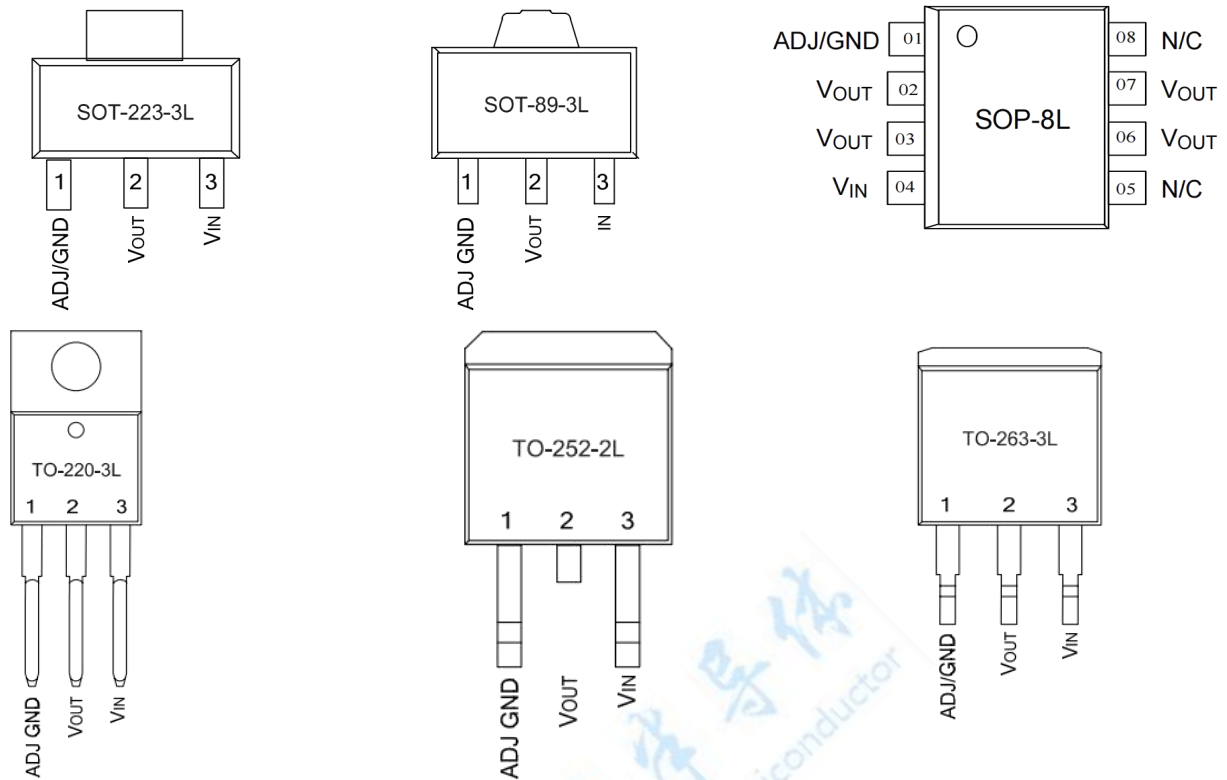 SOT-223-3L
1 2 3
ADJ/GND
VOUT
VIN
SOT-89-3L
1 2 3
ADJ GND
VOUT
IN
ADJ/GND 01
VOUT 02
VOUT 03
VIN 04
SOP-8L
08 N/C
07 VOUT
06 VOUT
05 N/C
TO-220-3L
1 2 3
ADJ GND
VOUT
VIN
TO-252-2L
1 2 3
ADJ GND
VOUT
VIN
TO-263-3L
1 2 3
ADJ/GND
VOUT
VIN